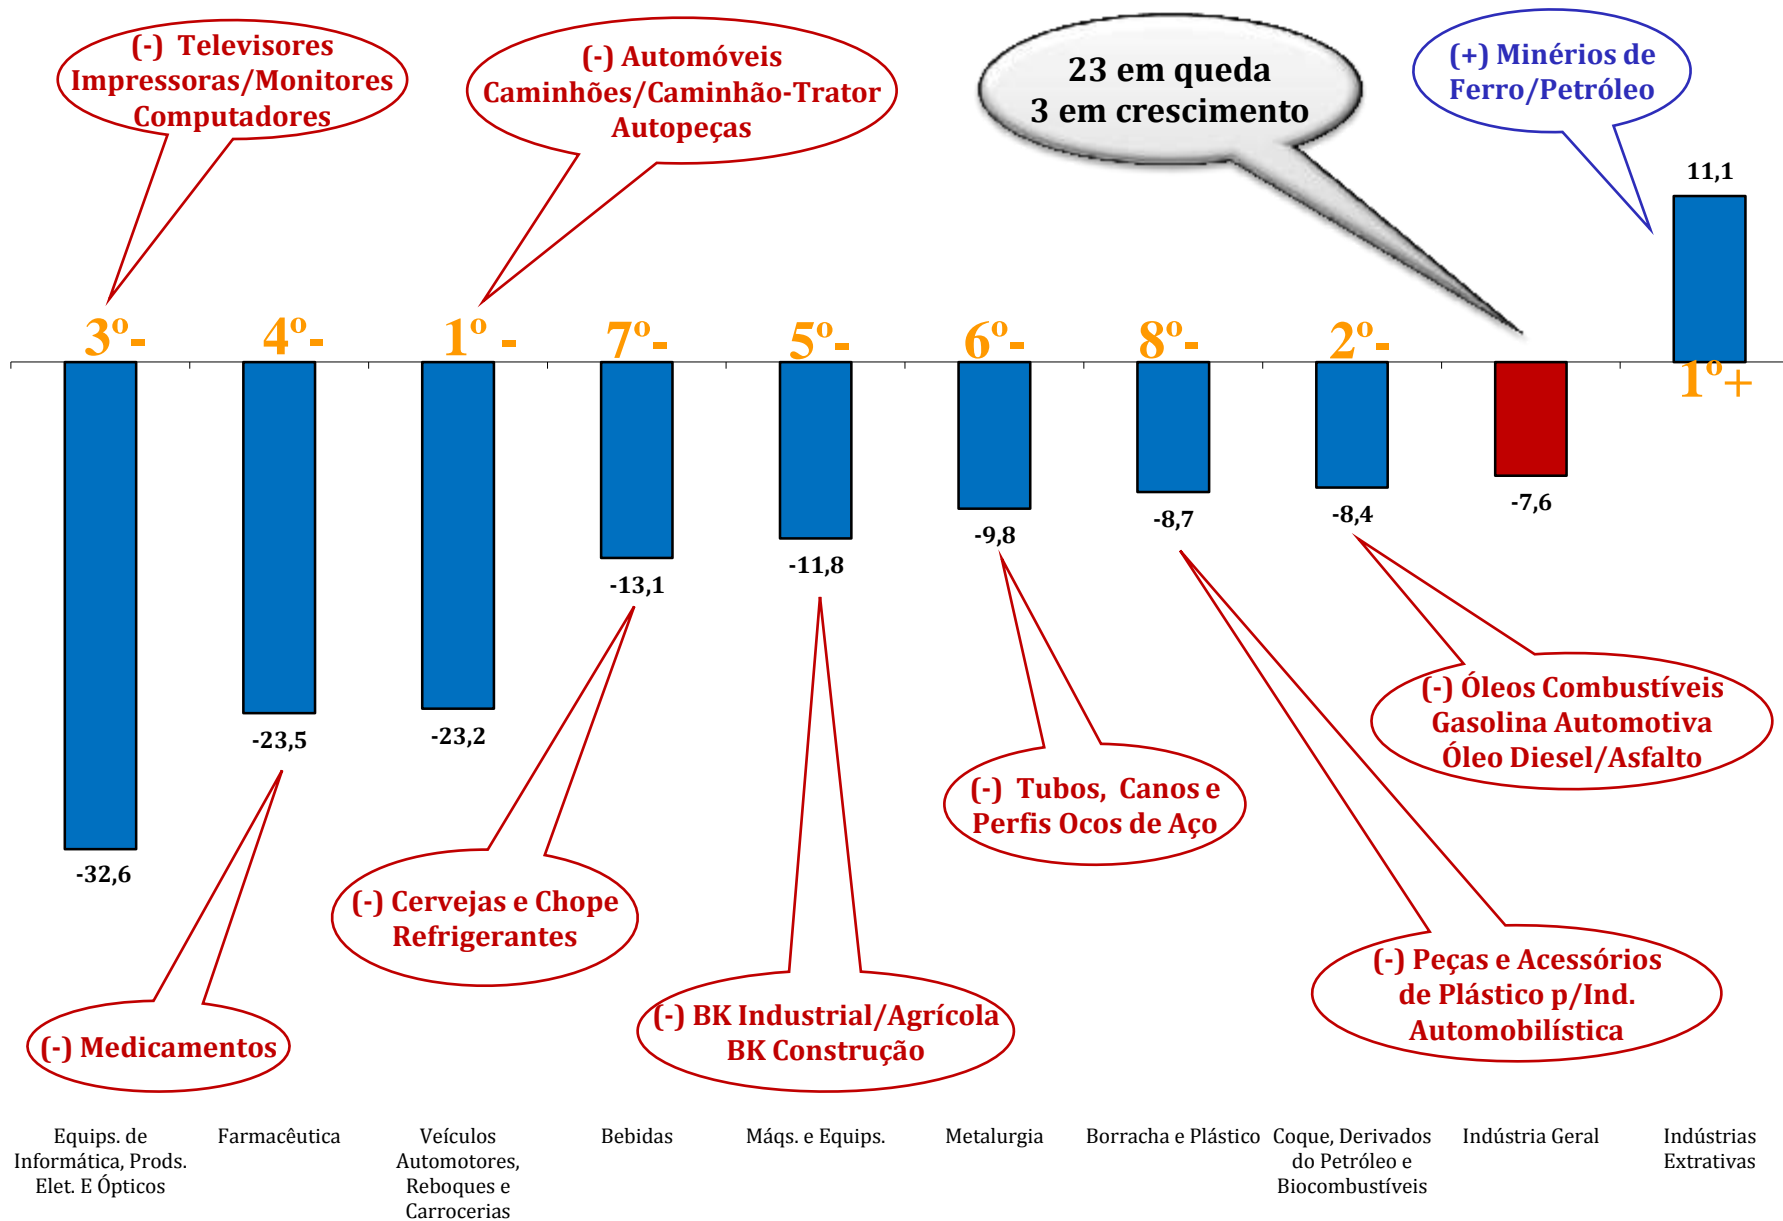 (-) Televisores
Impressoras/Monitores
Computadores
(-) Automóveis
Caminhões/Caminhão-Trator
Autopeças
23 em queda
3 em crescimento
(+) Minérios de
Ferro/Petróleo
11,1
3º-
4º-
1º -
7º-
5º-
6º-
8º-
2º-
1º+
-32,6
-23,5
-23,2
-13,1
-11,8
-9,8
-8,7
-8,4
-7,6
(-) Medicamentos
(-) Cervejas e Chope
Refrigerantes
(-) BK Industrial/Agrícola
BK Construção
(-) Tubos, Canos e
Perfis Ocos de Aço
(-) Peças e Acessórios
de Plástico p/Ind.
Automobilística
(-) Óleos Combustíveis
Gasolina Automotiva
Óleo Diesel/Asfalto
Equips. de
Informática, Prods.
Elet. E Ópticos
Farmacêutica
Veículos
Automotores,
Reboques e
Carrocerias
Bebidas
Máqs. e Equips.
Metalurgia
Borracha e Plástico
Coque, Derivados
do Petróleo e
Biocombustíveis
Indústria Geral
Indústrias
Extrativas